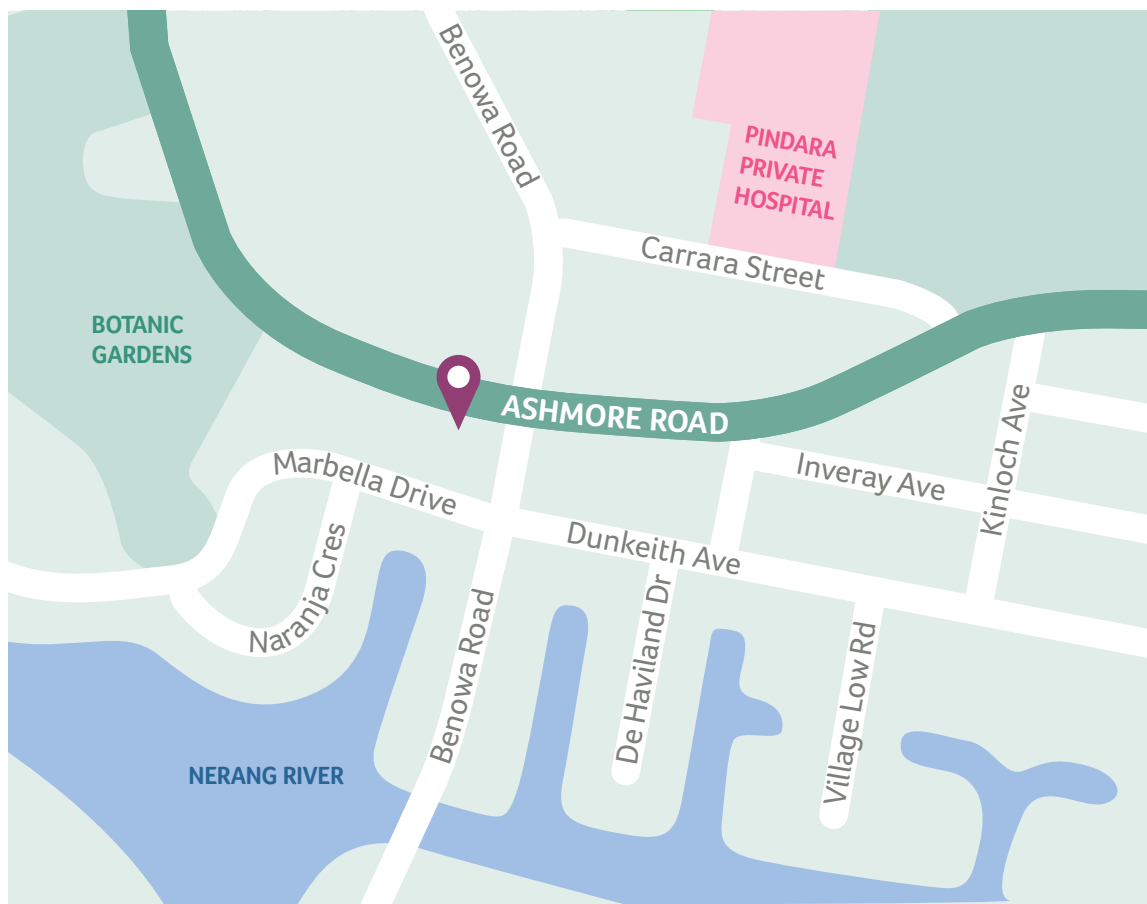 Benowa Road
PINDARA
PRIVATE
HOSPITAL
Carrara Street
BOTANIC
GARDENS
ASHMORE ROAD
Marbella Drive
Inveray Ave
Kinloch Ave
Dunkeith Ave
Naranja Cres
Benowa Road
De Haviland Dr
Village Low Rd
NERANG RIVER